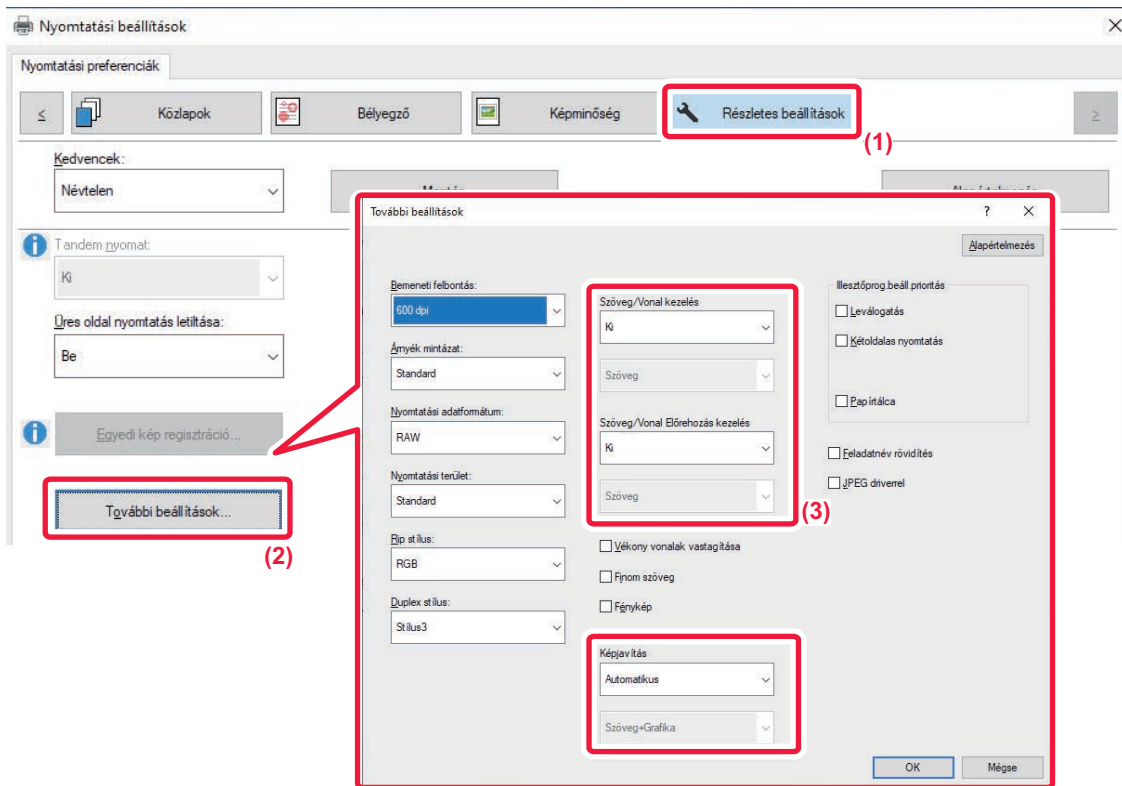 Nyomtatási beállítások
Nyomtatási preferenciák
≤
Közlapok
Bélyegző
Képminőség
Részletes beállítások
≥
(1)
Kedvencek:
Névtelen
További beállítások
?
Alapértelmezés
Tandem nyomat:
Ki
Üres oldal nyomtatás letiltása:
Be
Egyedi kép regisztráció...
További beállítások...
(2)
Bemeneti felbontás:
600 dpi
Árnyék mintázat:
Standard
Nyomtatási adatformátum:
RAW
Nyomtatási terület:
Standard
Rip stílus:
RGB
Duplex stílus:
Stílus3
Szöveg/Vonal kezelés
Ki
Szöveg
Szöveg/Vonal Előrehozás kezelés
Ki
Szöveg
(3)
Vékony vonalak vastagítása
Finom szöveg
Fénykép
Képjavítás
Automatikus
Szöveg+Grafika
Illesztőprog.beáll.prioritás
Leválogatás
Kétoldalas nyomtatás
Papírtálca
Feladatnév rövidítés
JPEG driverrel
OK
Mégse